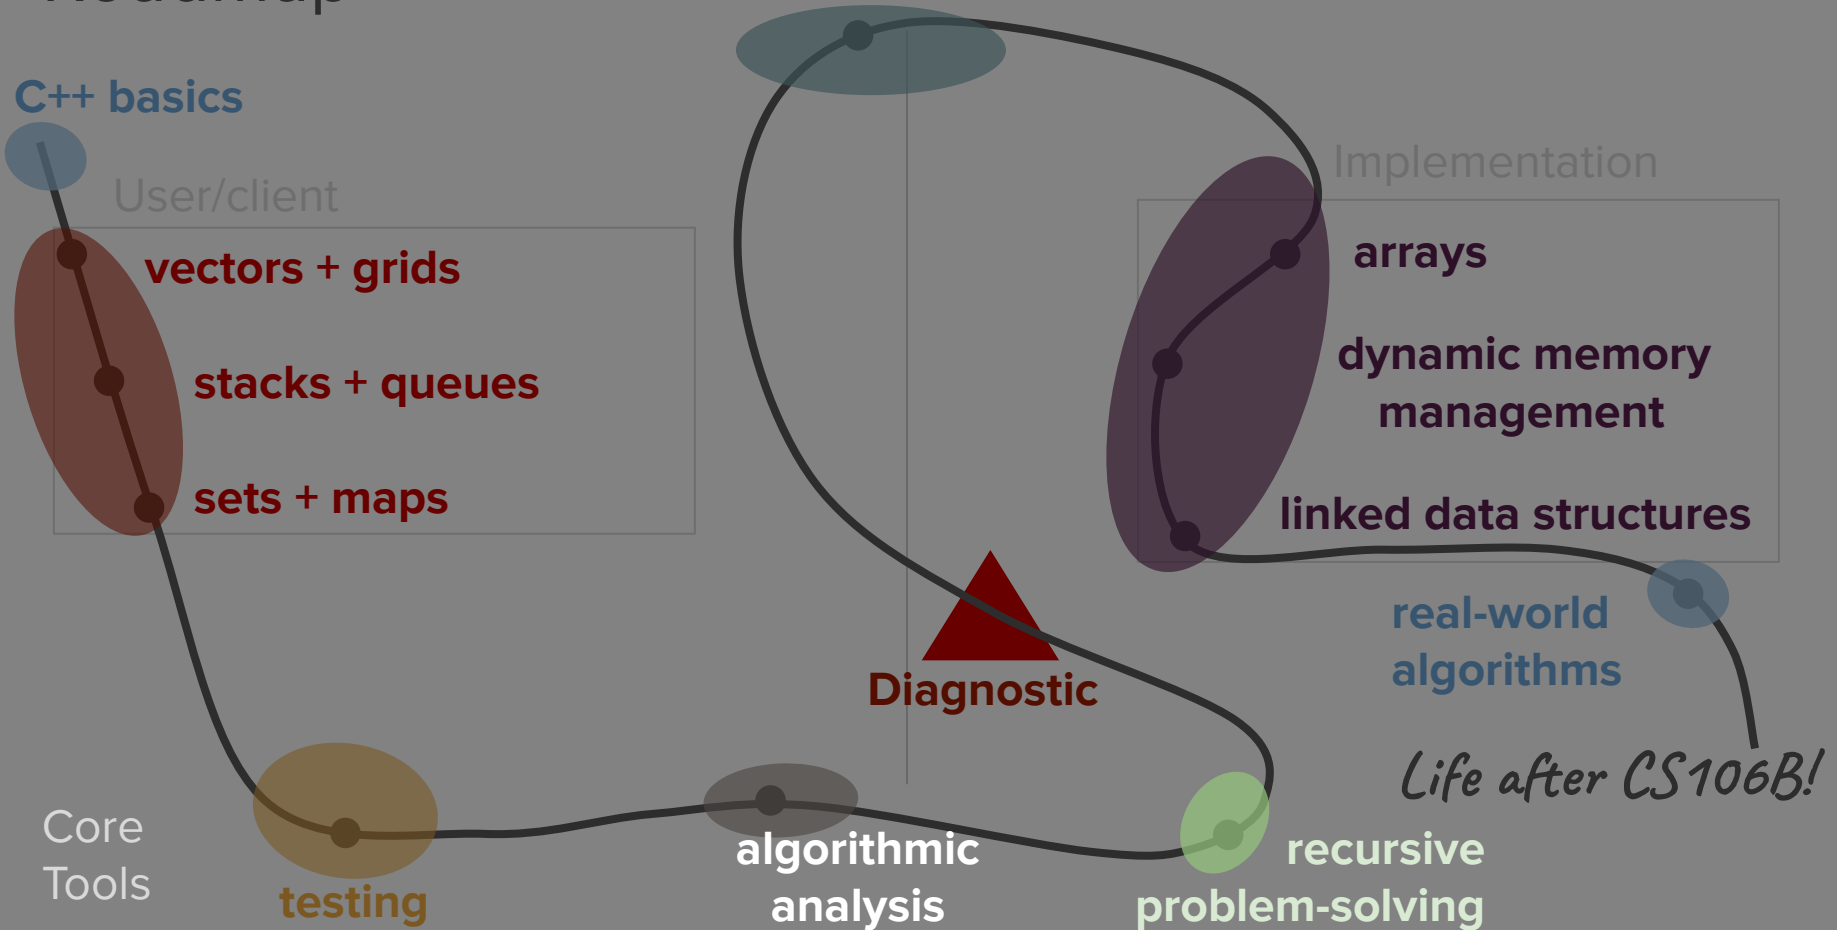 Roadmap
C++ basics
User/client
vectors + grids
stacks + queues
sets + maps
Implementation
arrays
dynamic memory
management
linked data structures
real-world
algorithms
Diagnostic
Life after CS106B!
Core
Tools
testing
algorithmic
analysis
recursive
problem-solving